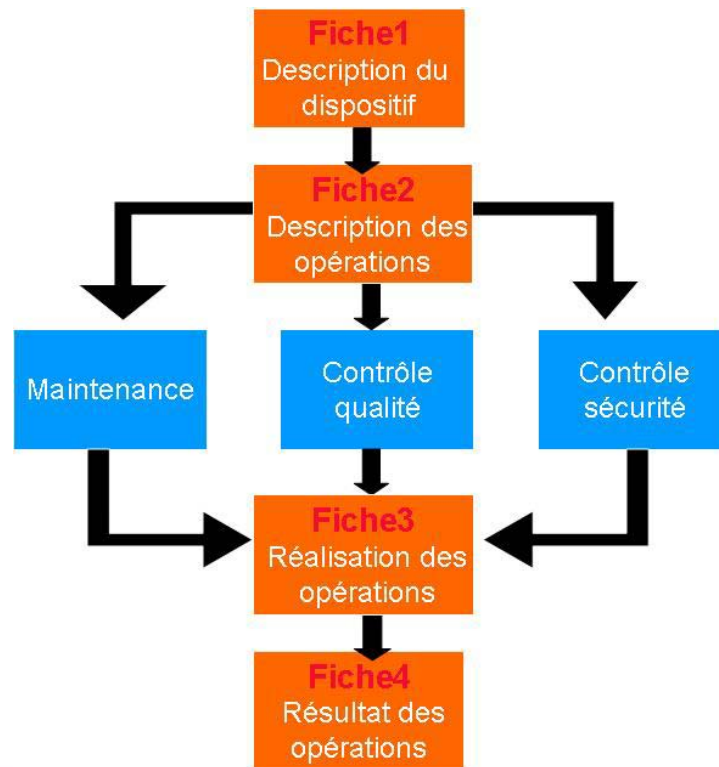 Fiche1
Description du
dispositif
Fiche2
Description des
opérations
Maintenance
Contrôle
qualité
Contrôle
sécurité
Fiche3
Réalisation des
opérations
Fiche4
Résultat des
opérations